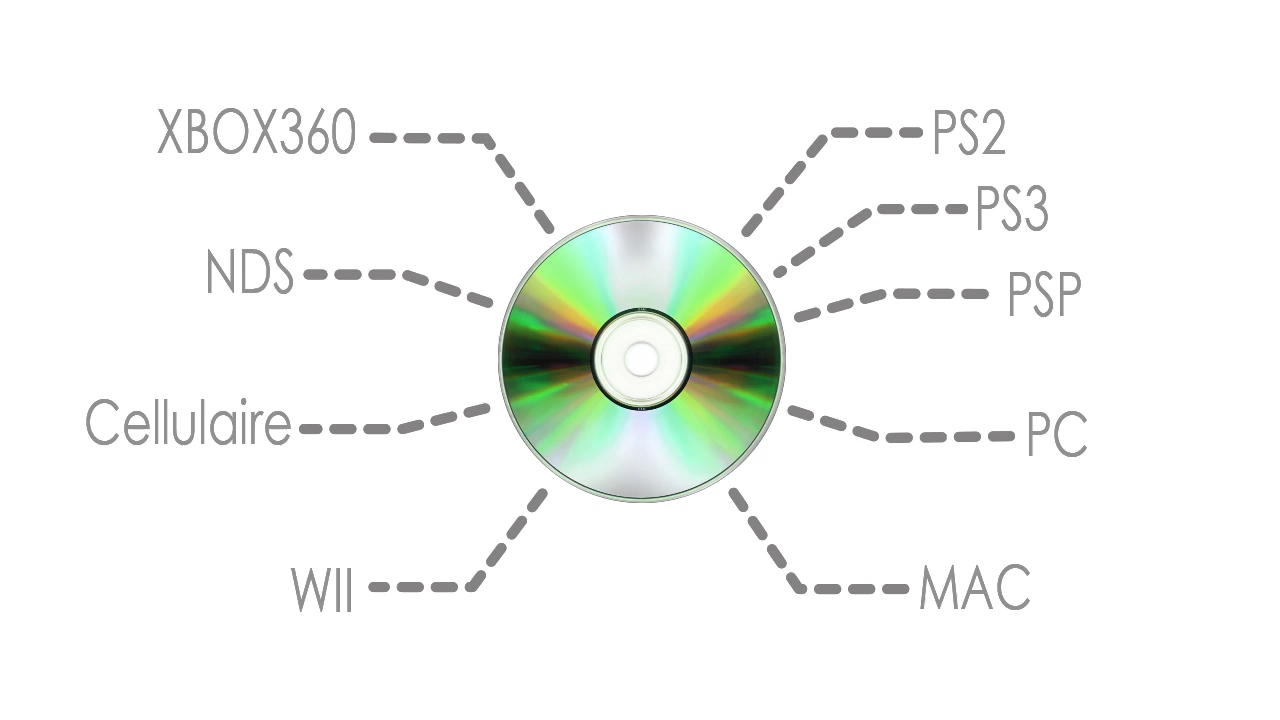 XBOX360
PS2
PS3
NDS
PSP
Cellulaire
PC
WII
MAC